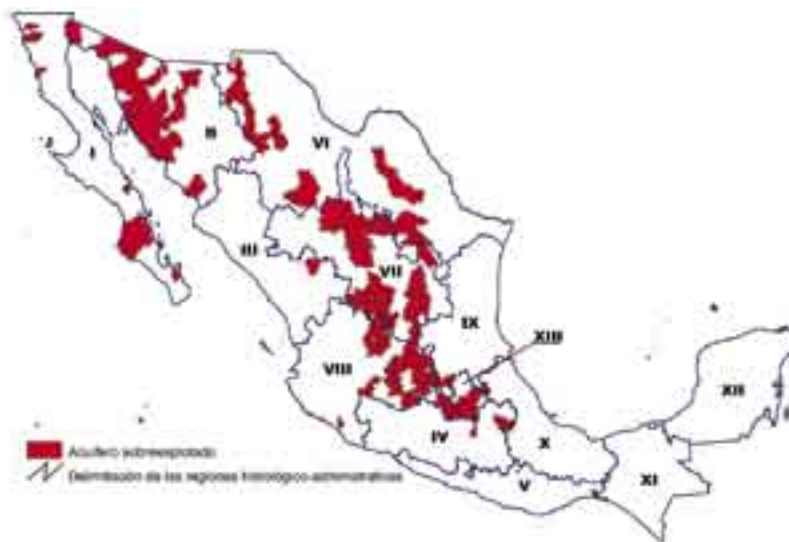 I
II
VI
III
VII
IX
XIII
VIII
XII
IV
X
V
XI
Acuífero sobreexplotado
Delimitación de las regiones hidrológico-administrativas